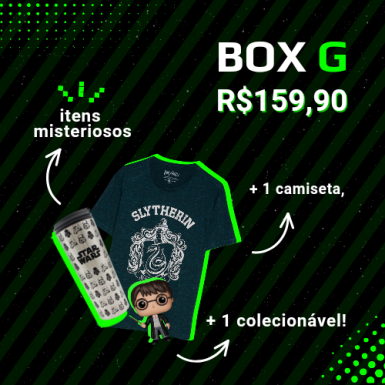 BOX G
R$159,90
itens
misteriosos
+ 1 camiseta,
SLYTHERIN
STAR
WARS
+ 1 colecionável!